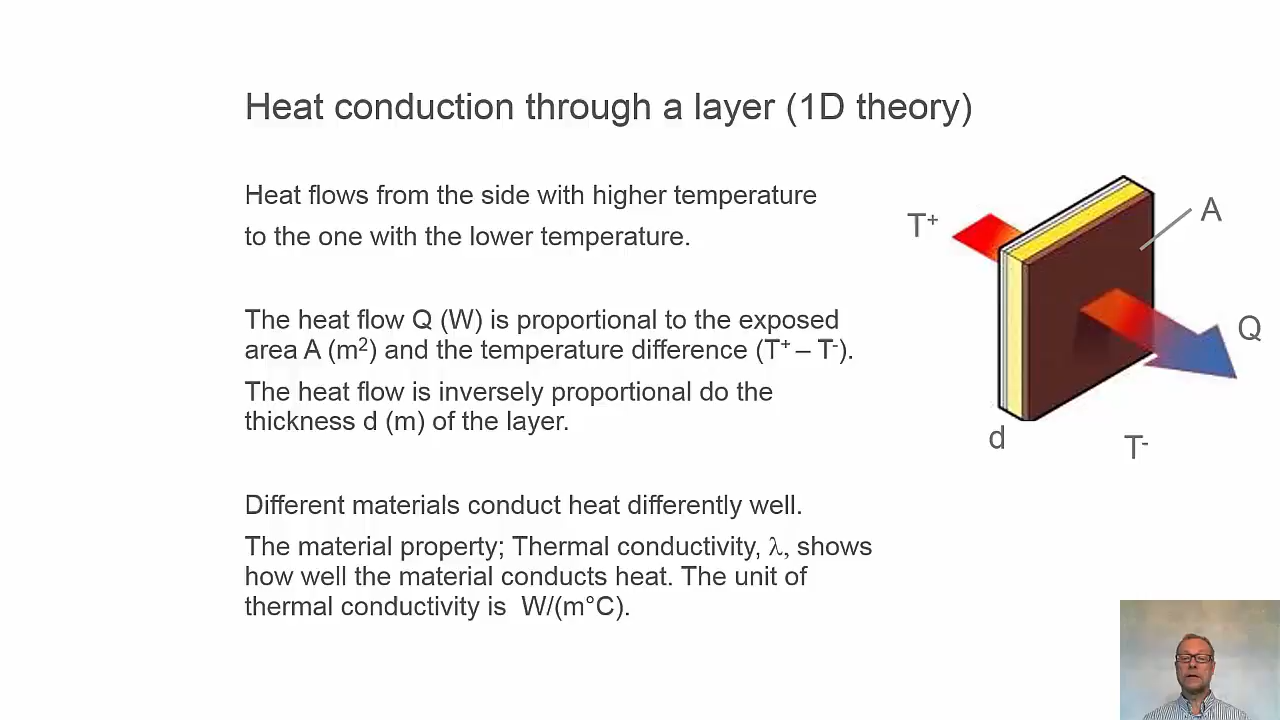 Heat conduction through a layer (1D theory)
Heat flows from the side with higher temperature
to the one with the lower temperature.
The heat flow Q (W) is proportional to the exposed
area A (m²) and the temperature difference (T⁺ – T⁻).
The heat flow is inversely proportional do the
thickness d (m) of the layer.
Different materials conduct heat differently well.
The material property; Thermal conductivity, λ, shows
how well the material conducts heat. The unit of
thermal conductivity is W/(m°C).
T⁺
A
Q
d
T⁻